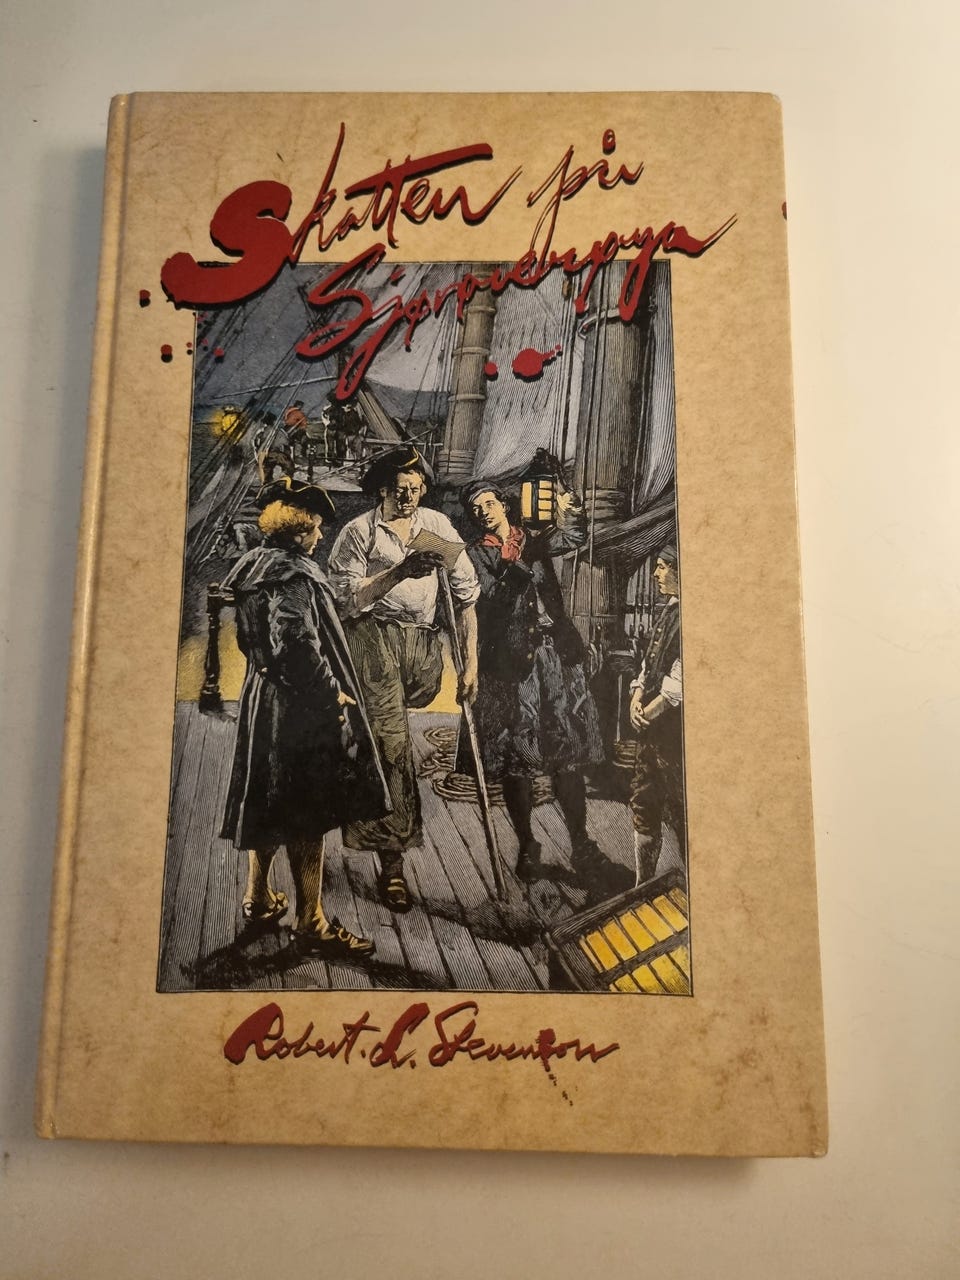 Skatten på
Sjørøverøya
Robert. L. Stevenson